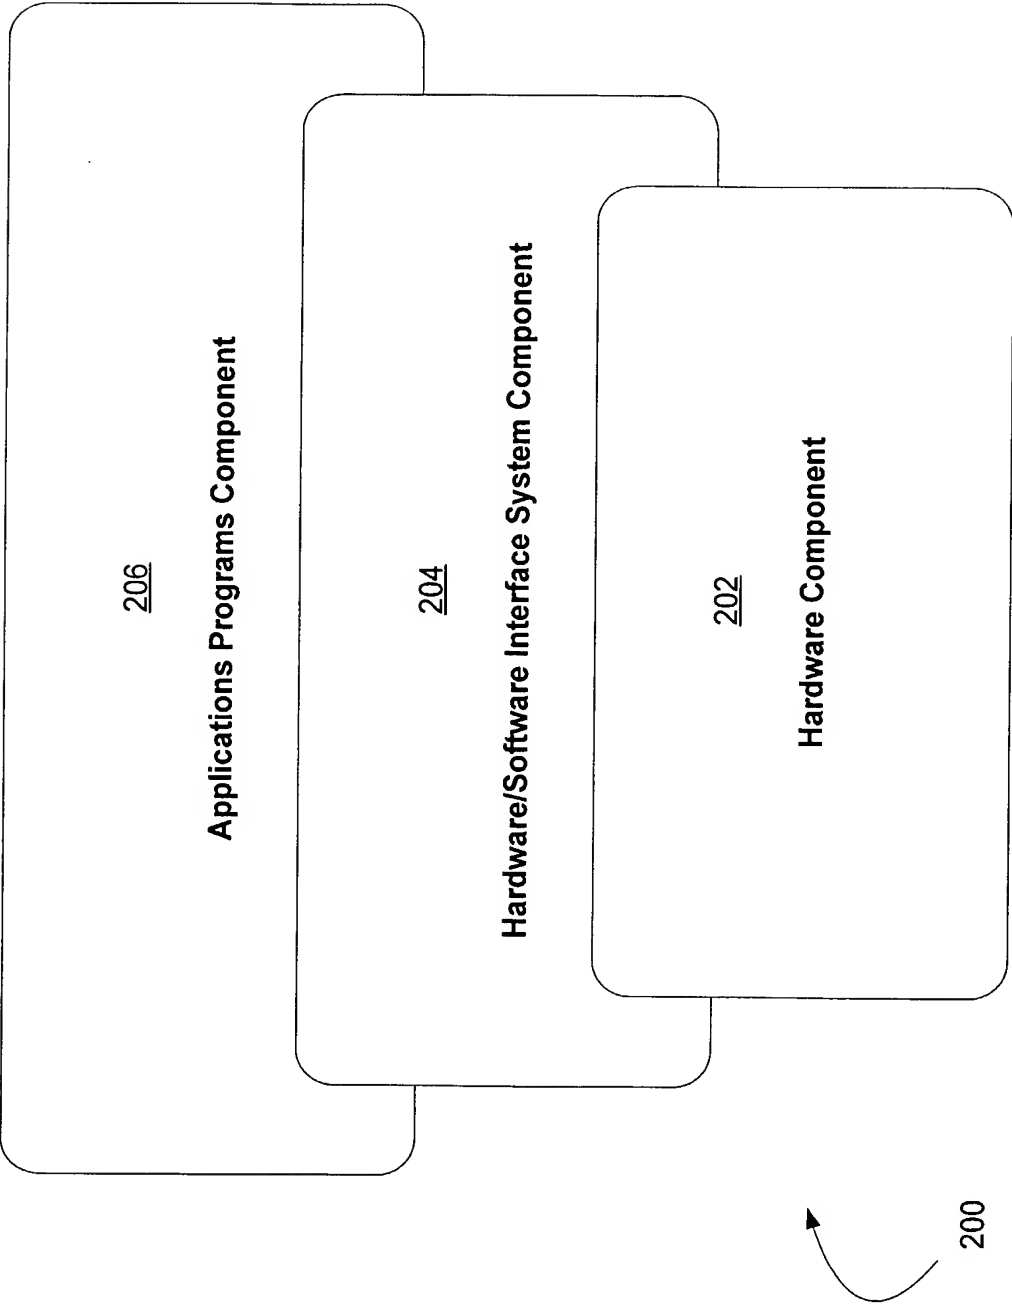 206
Applications Programs Component
204
Hardware/Software Interface System Component
202
Hardware Component
200